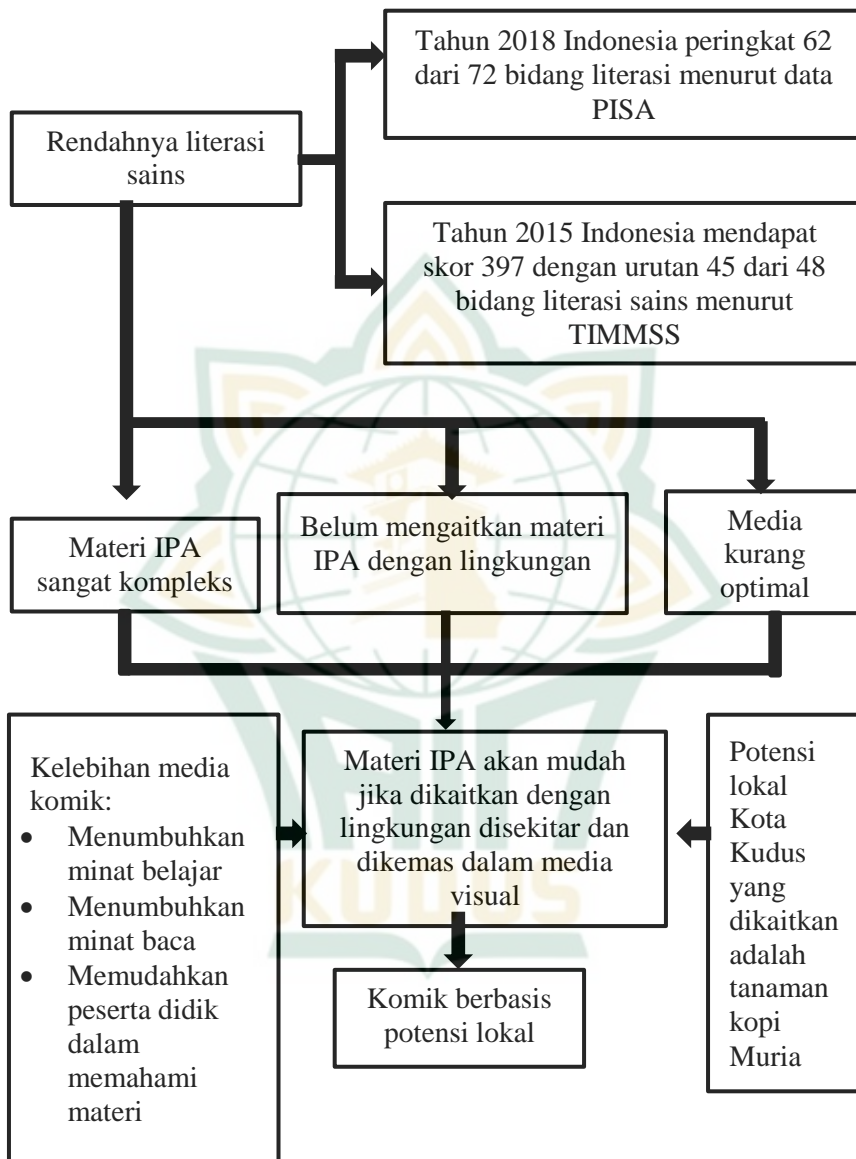 Tahun 2018 Indonesia peringkat 62
dari 72 bidang literasi menurut data
PISA
Rendahnya literasi
sains
Tahun 2015 Indonesia mendapat
skor 397 dengan urutan 45 dari 48
bidang literasi sains menurut
TIMMSS
Materi IPA
sangat kompleks
Belum mengaitkan materi
IPA dengan lingkungan
Media
kurang
optimal
Kelebihan media
komik:
• Menumbuhkan
minat belajar
• Menumbuhkan
minat baca
• Memudahkan
peserta didik
dalam
memahami
materi
Materi IPA akan mudah
jika dikaitkan dengan
lingkungan disekitar dan
dikemas dalam media
visual
Potensi
lokal
Kota
Kudus
yang
dikaitkan
adalah
tanaman
kopi
Muria
Komik berbasis
potensi lokal
IAIN
KUDUS